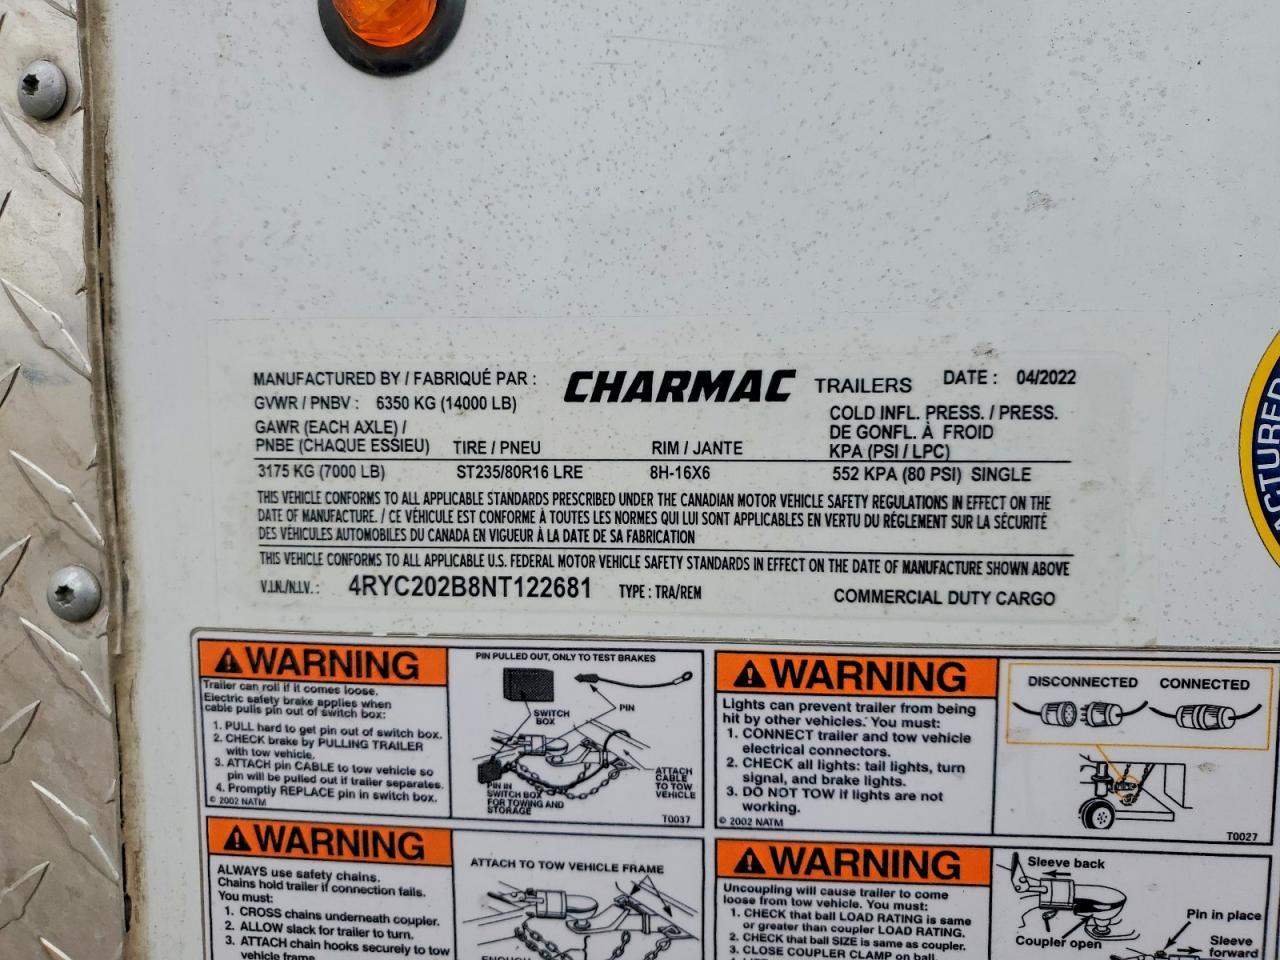 MANUFACTURED BY / FABRIQUÉ PAR : CHARMAC TRAILERS DATE : 04/2022
GVWR / PNBV : 6350 KG (14000 LB)
GAWR (EACH AXLE) /
PNBE (CHAQUE ESSIEU) TIRE / PNEU RIM / JANTE
COLD INFL. PRESS. / PRESS.
DE GONFL. À FROID
KPA (PSI / LPC)
3175 KG (7000 LB) ST235/80R16 LRE 8H-16X6 552 KPA (80 PSI) SINGLE
THIS VEHICLE CONFORMS TO ALL APPLICABLE STANDARDS PRESCRIBED UNDER THE CANADIAN MOTOR VEHICLE SAFETY REGULATIONS IN EFFECT ON THE
DATE OF MANUFACTURE. / CE VÉHICULE EST CONFORME À TOUTES LES NORMES QUI LUI SONT APPLICABLES EN VERTU DU RÉGLEMENT SUR LA SÉCURITÉ
DES VÉHICULES AUTOMOBILES DU CANADA EN VIGUEUR À LA DATE DE SA FABRICATION
THIS VEHICLE CONFORMS TO ALL APPLICABLE U.S. FEDERAL MOTOR VEHICLE SAFETY STANDARDS IN EFFECT ON THE DATE OF MANUFACTURE SHOWN ABOVE
V.I.N./N.I.V.: 4RYC202B8NT122681 TYPE : TRA/REM COMMERCIAL DUTY CARGO
WARNING
Trailer can roll if it comes loose.
Electric safety brake applies when
cable pulls pin out of switch box:
1. PULL hard to get pin out of switch box.
2. CHECK brake by PULLING TRAILER
with tow vehicle.
3. ATTACH pin CABLE to tow vehicle so
pin will be pulled out if trailer separates.
4. Promptly REPLACE pin in switch box.
© 2002 NATM
PIN PULLED OUT, ONLY TO TEST BRAKES
SWITCH
BOX
PIN
PIN IN
SWITCH BOX
FOR TOWING AND
STORAGE
ATTACH
CABLE
TO TOW
VEHICLE
T0037
WARNING
Lights can prevent trailer from being
hit by other vehicles. You must:
1. CONNECT trailer and tow vehicle
electrical connectors.
2. CHECK all lights: tail lights, turn
signal, and brake lights.
3. DO NOT TOW if lights are not
working.
© 2002 NATM
DISCONNECTED CONNECTED
T0027
WARNING
ALWAYS use safety chains.
Chains hold trailer if connection fails.
You must:
1. CROSS chains underneath coupler.
2. ALLOW slack for trailer to turn.
3. ATTACH chain hooks securely to tow
vehicle frame.
ATTACH TO TOW VEHICLE FRAME
ENOUGH
WARNING
Uncoupling will cause trailer to come
loose from tow vehicle. You must:
1. CHECK that ball LOAD RATING is same
or greater than coupler LOAD RATING.
2. CHECK that ball SIZE is same as coupler.
3. CLOSE COUPLER CLAMP on ball.
Sleeve back
Coupler open
Pin in place
Sleeve
forward